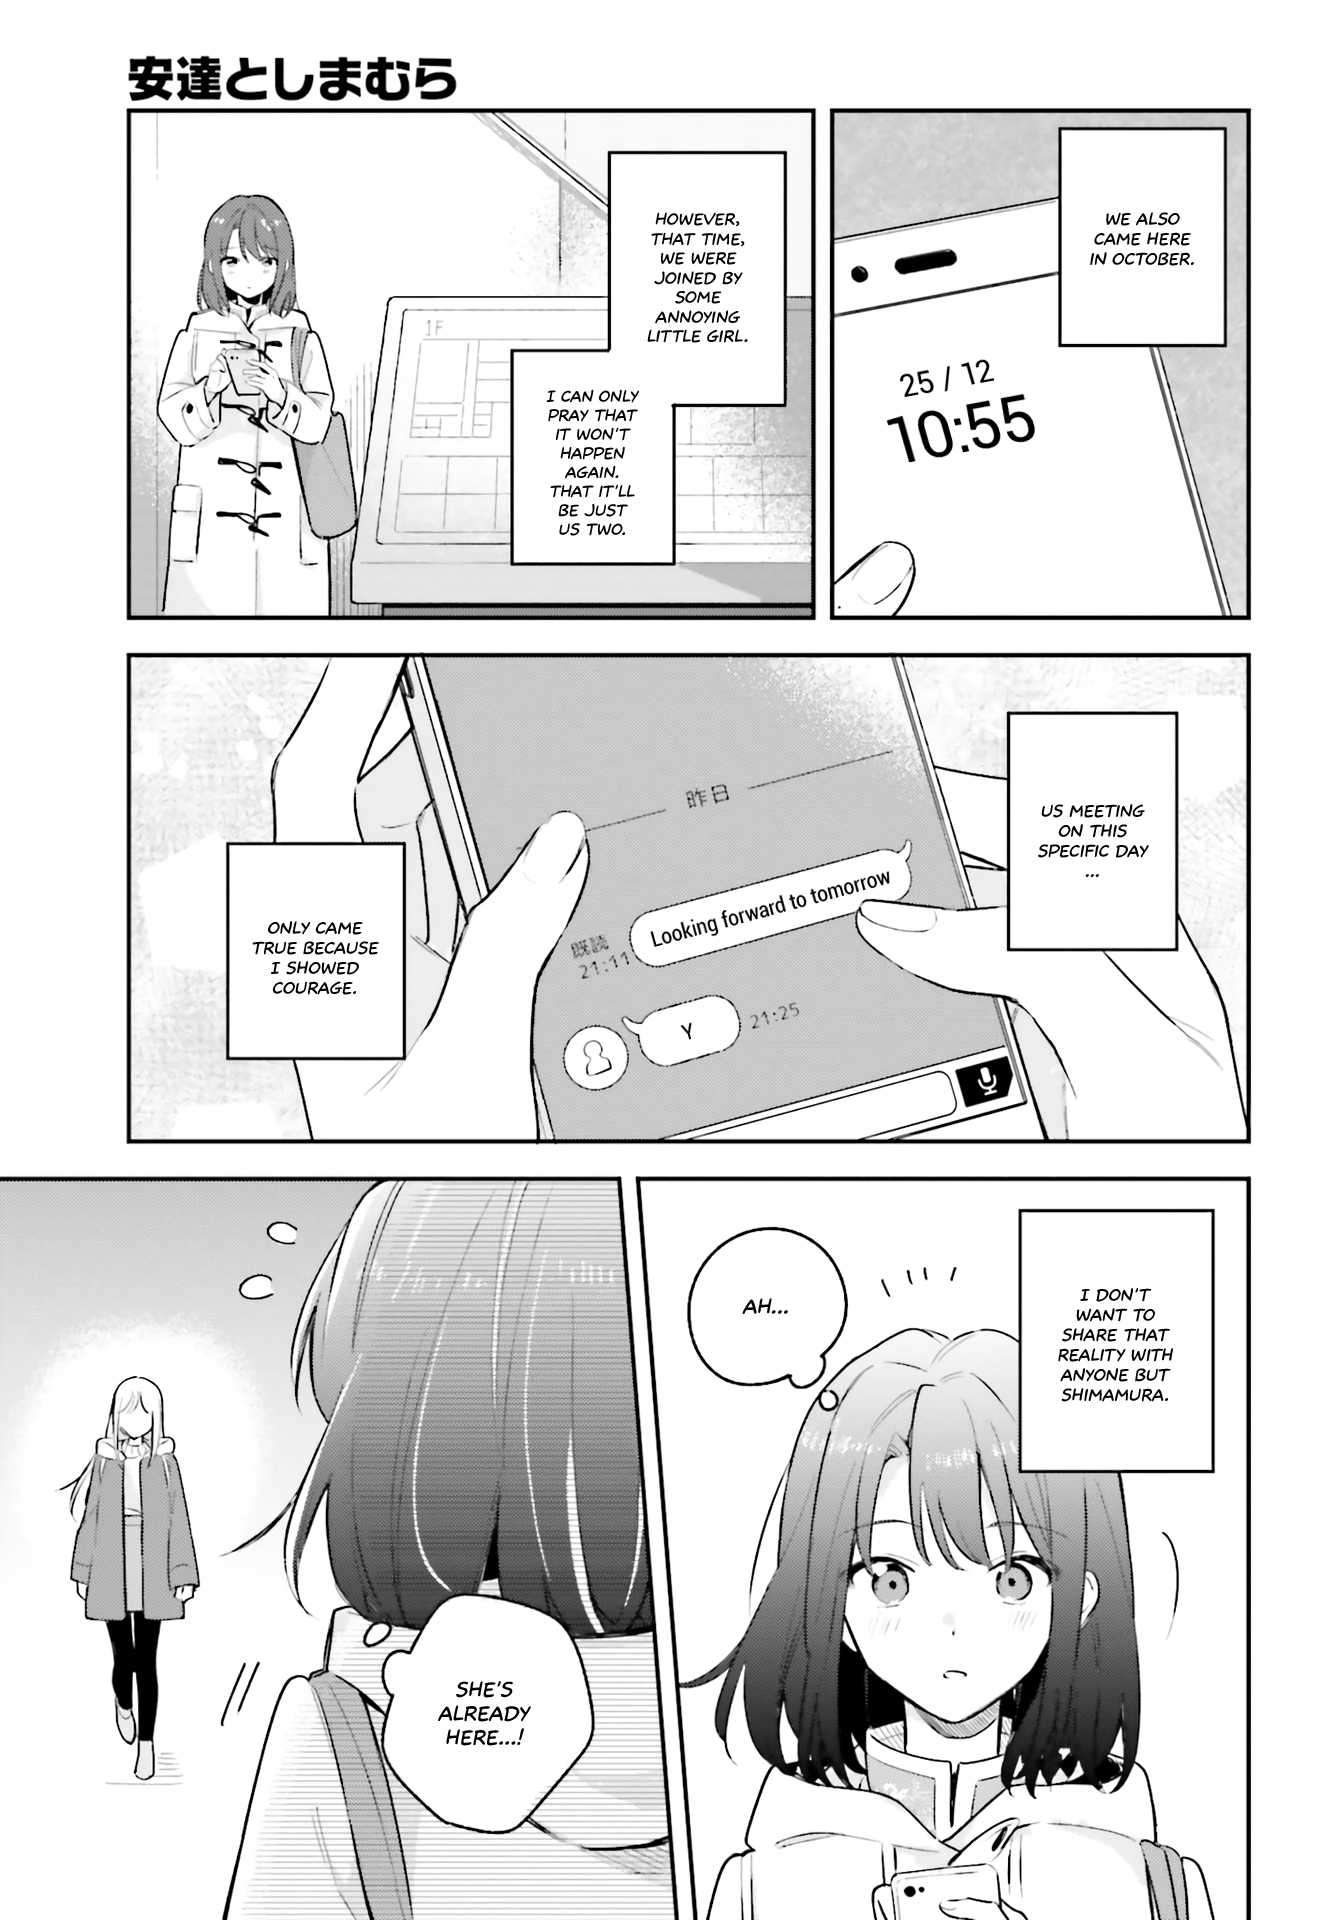 安達としまむら
WE ALSO
CAME HERE
IN OCTOBER.
25 / 12
10:55
HOWEVER,
THAT TIME,
WE WERE
JOINED BY
SOME
ANNOYING
LITTLE GIRL.
I CAN ONLY
PRAY THAT
IT WON'T
HAPPEN
AGAIN.
THAT IT'LL
BE JUST
US TWO.
1F
US MEETING
ON THIS
SPECIFIC DAY
...
昨日
Looking forward to tomorrow
既読
21:11
Y
21:25
ONLY CAME
TRUE BECAUSE
I SHOWED
COURAGE.
I DON'T
WANT TO
SHARE THAT
REALITY WITH
ANYONE BUT
SHIMAMURA.
AH...
SHE'S
ALREADY
HERE...!